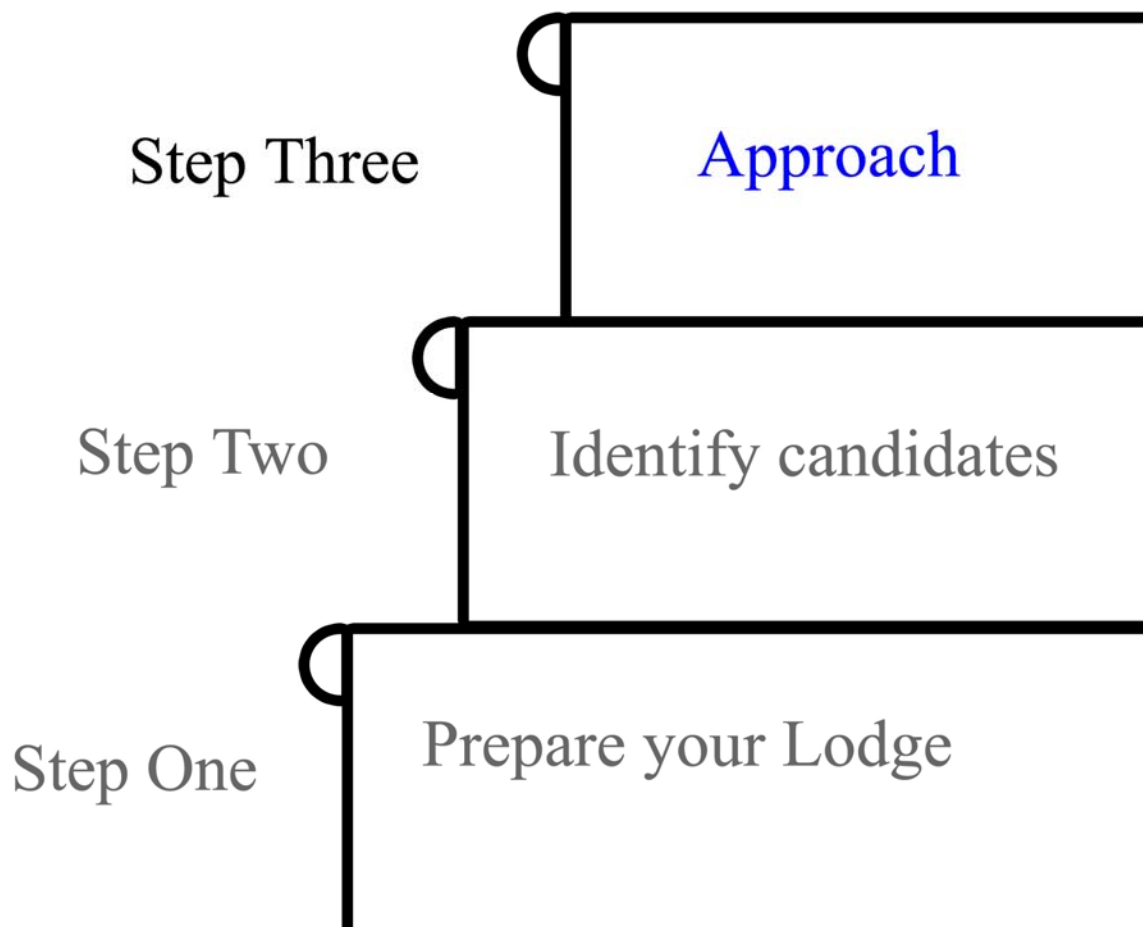 Step Three
Approach
Step Two
Identify candidates
Step One
Prepare your Lodge